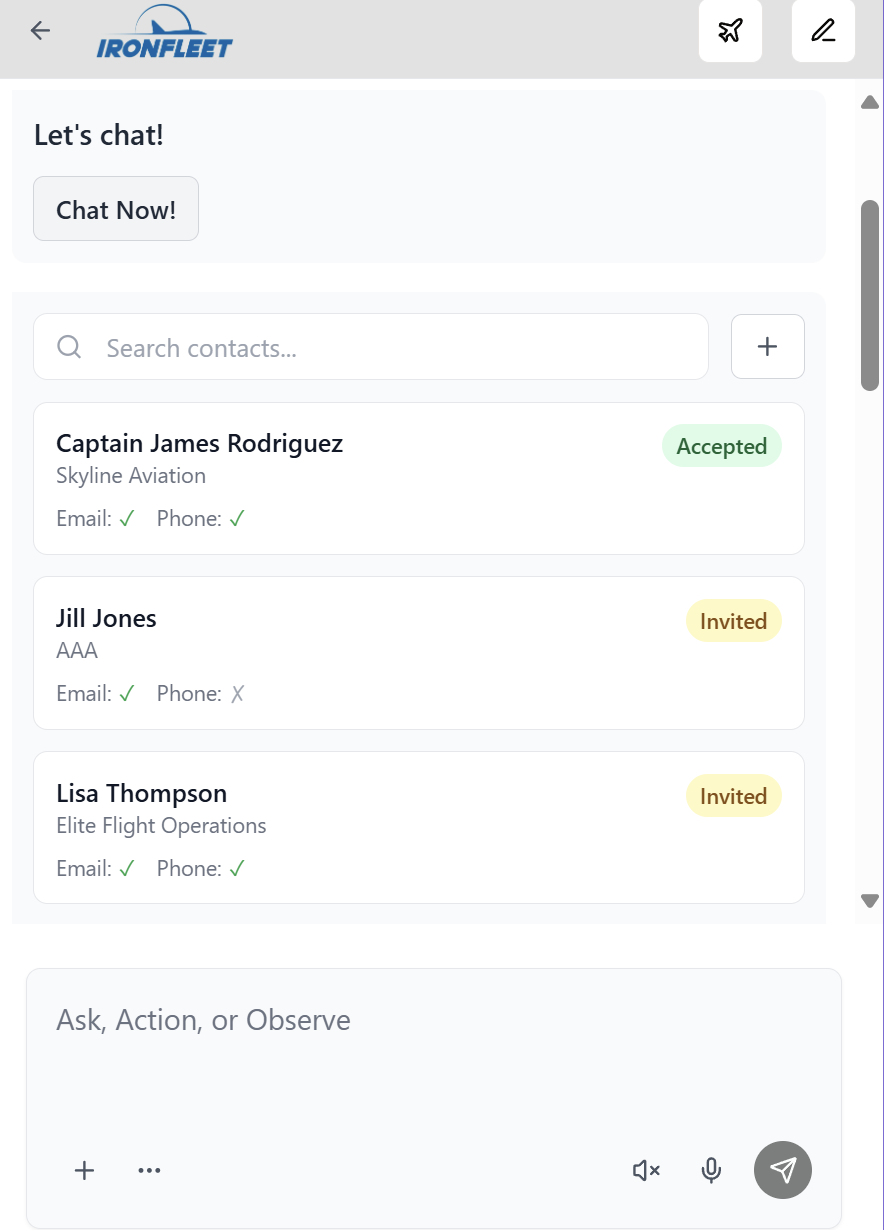 IRONFLEET
Let's chat!
Chat Now!
Search contacts...
Captain James Rodriguez
Accepted
Skyline Aviation
Email: ✓ Phone: ✓
Jill Jones
Invited
AAA
Email: ✓ Phone: ✗
Lisa Thompson
Invited
Elite Flight Operations
Email: ✓ Phone: ✓
Ask, Action, or Observe